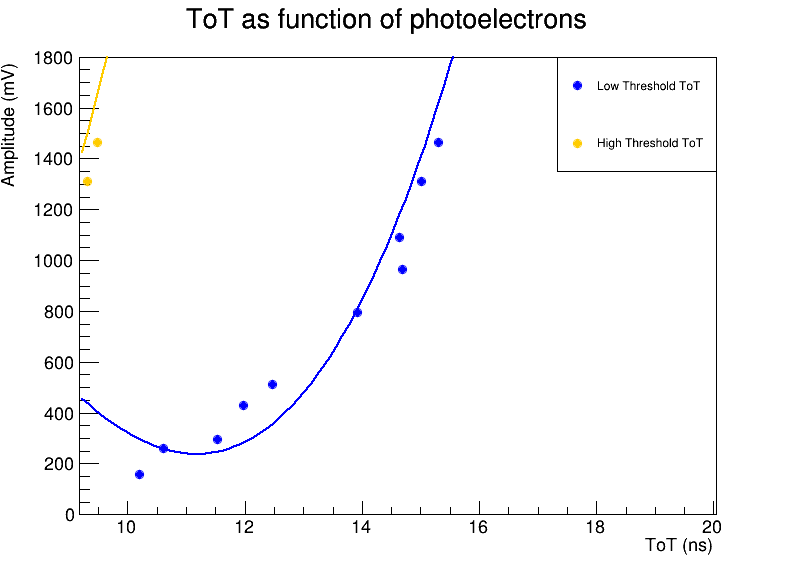 ToT as function of photoelectrons
Amplitude (mV)
1800
1600
1400
1200
1000
800
600
400
200
0
Low Threshold ToT
High Threshold ToT
10 12 14 16 18 20
ToT (ns)